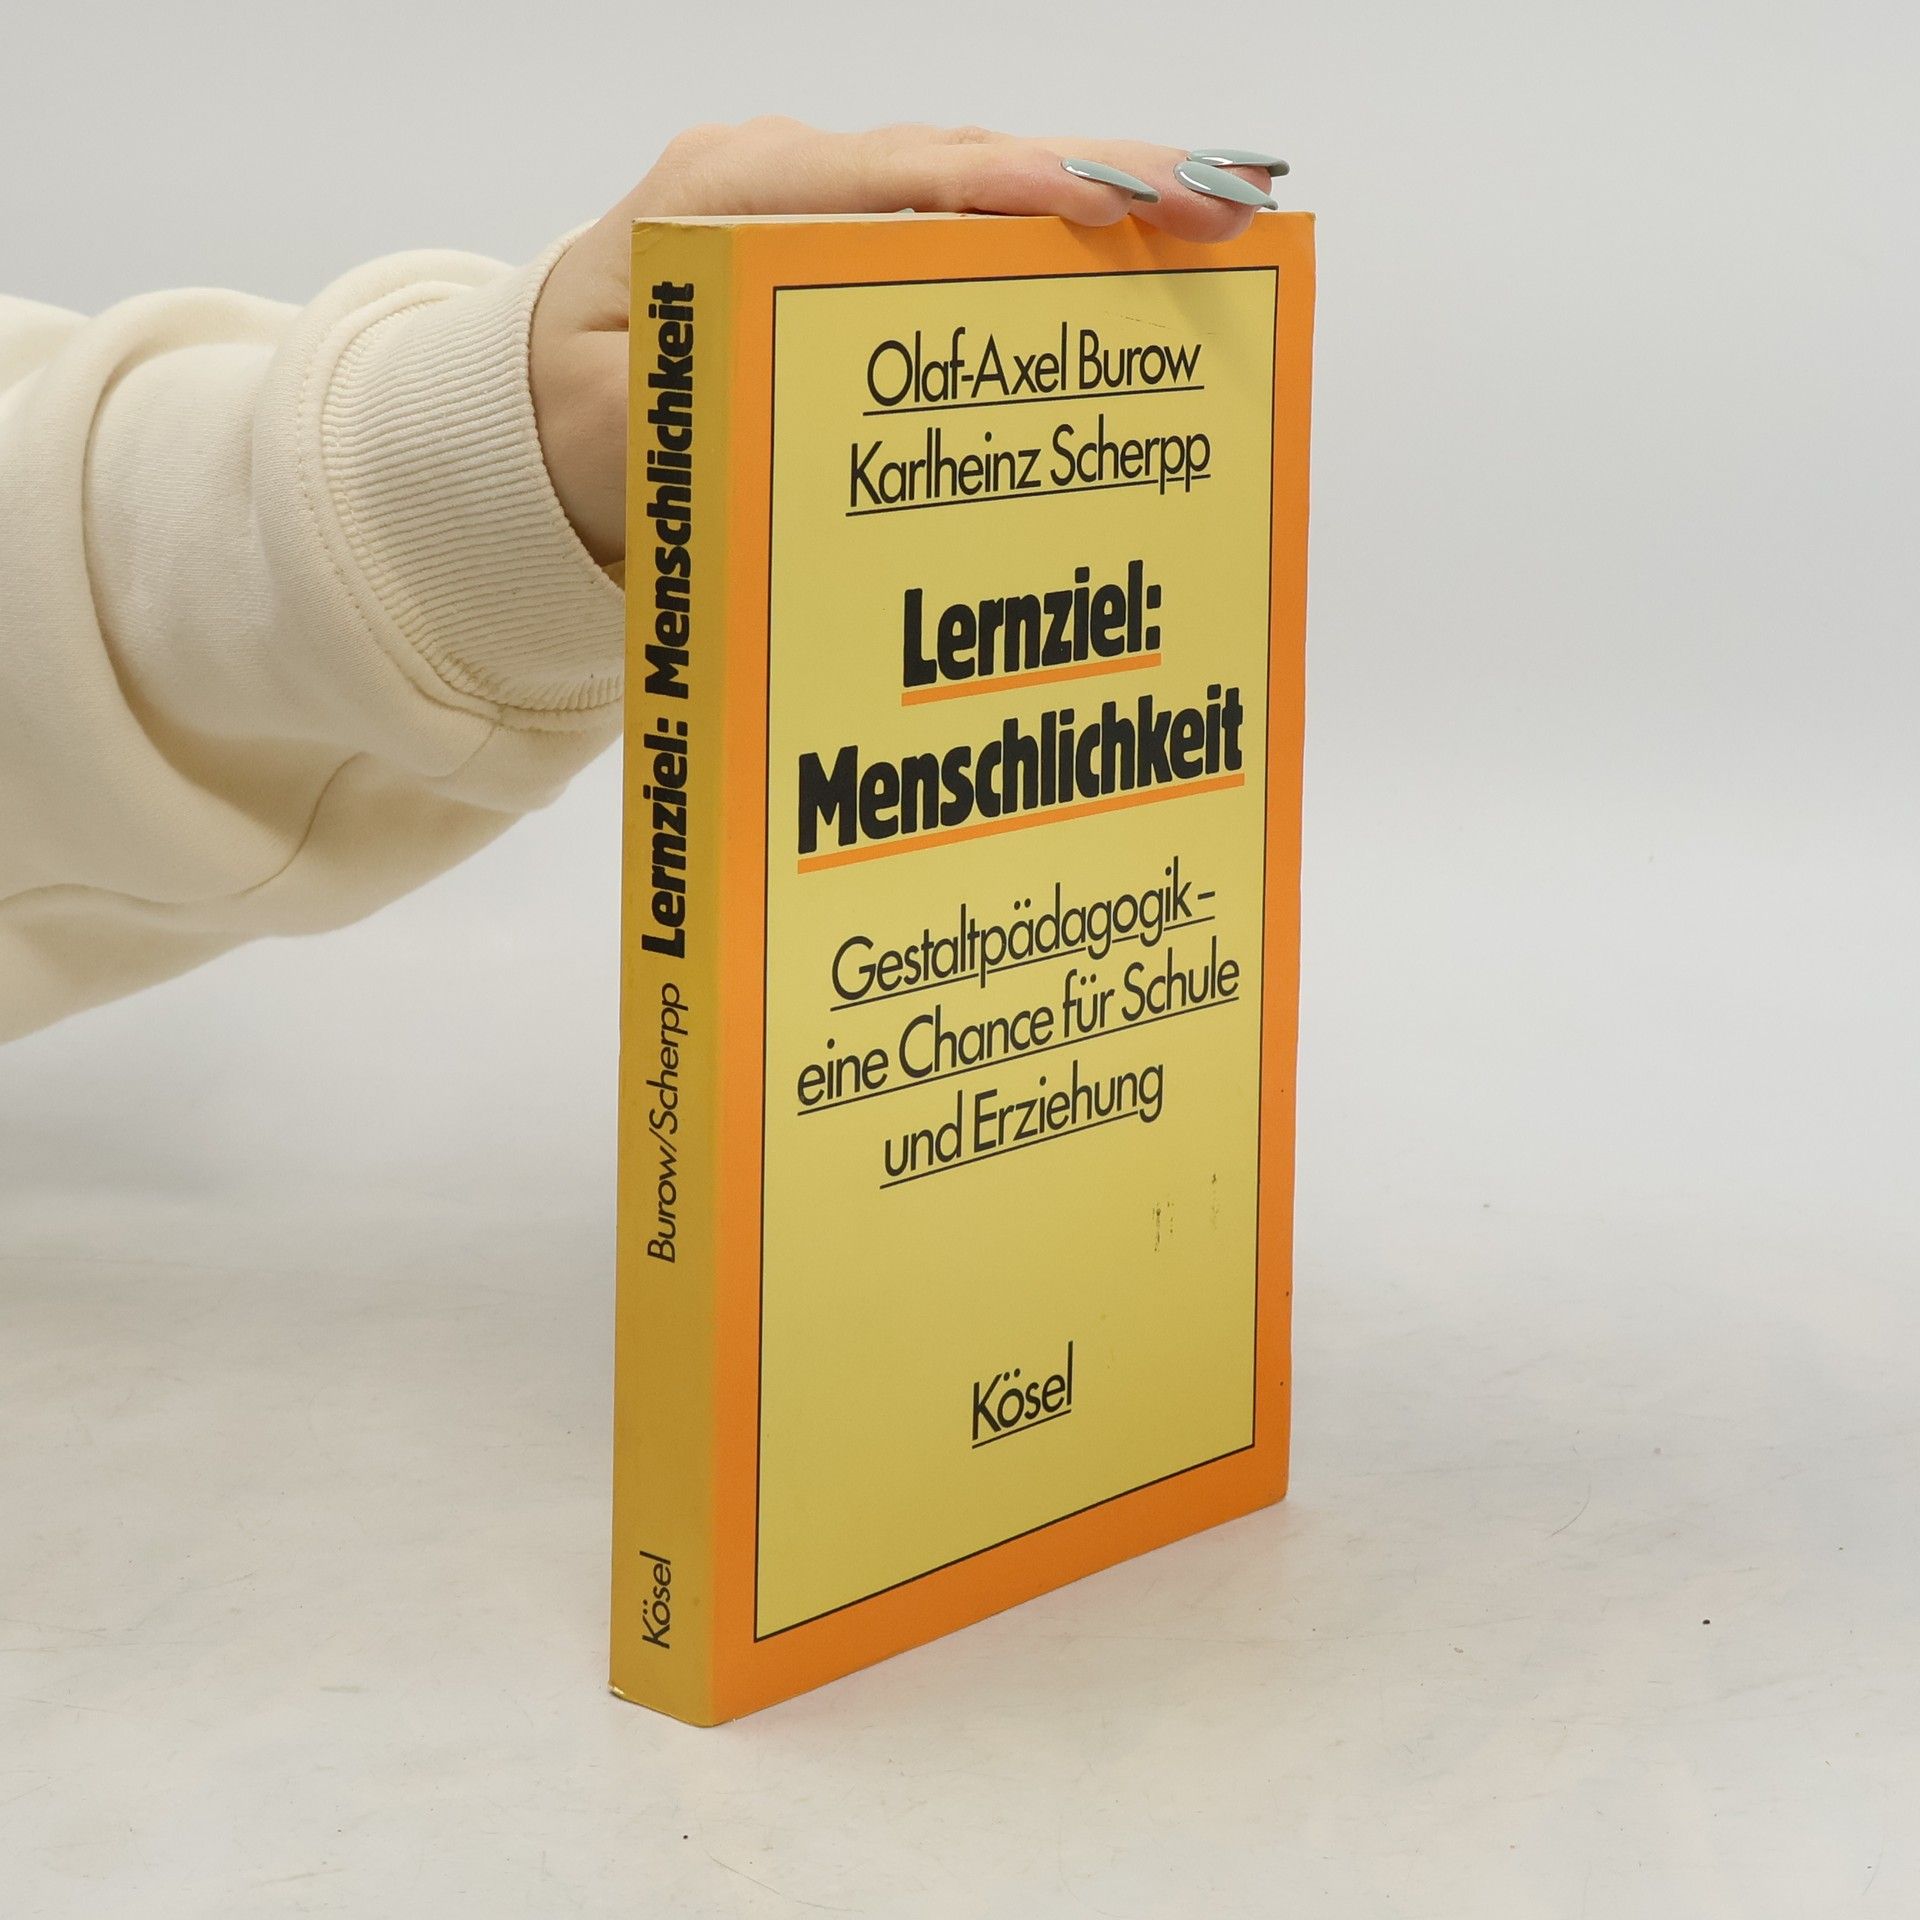 Olaf-Axel Burow
Karlheinz Scherpp
Lernziel:
Menschlichkeit
Gestaltpädagogik –
eine Chance für Schule
und Erziehung
Kösel
Kösel Burow/Scherpp Lernziel: Menschlichkeit